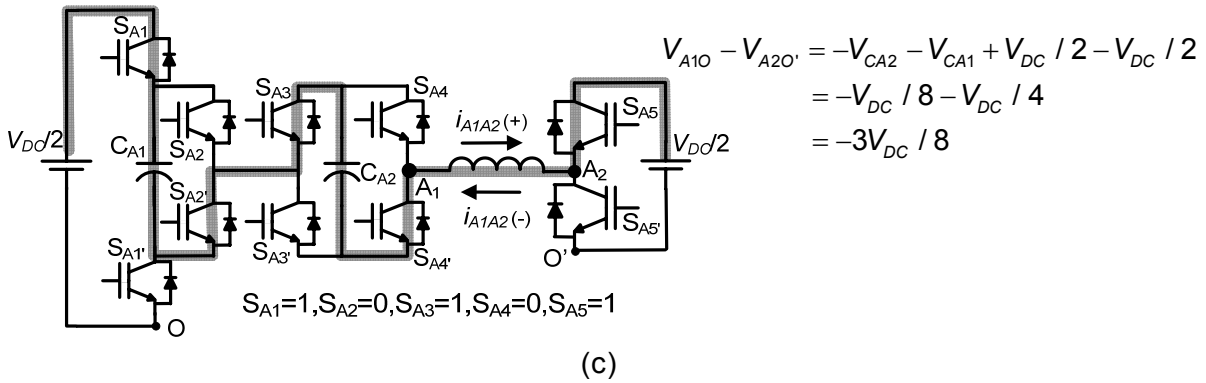 S_A1
V_A1O − V_A2O' = −V_CA2 − V_CA1 + V_DC / 2 − V_DC / 2
= −V_DC / 8 − V_DC / 4
= −3V_DC / 8
S_A3
S_A4
i_A1A2 (+)
S_A5
V_DC/2
C_A1
S_A2
C_A2
A_1
A_2
V_DC/2
S_A2'
i_A1A2 (-)
S_A5'
S_A1'
S_A3'
S_A4'
O'
S_A1=1,S_A2=0,S_A3=1,S_A4=0,S_A5=1
O
(c)